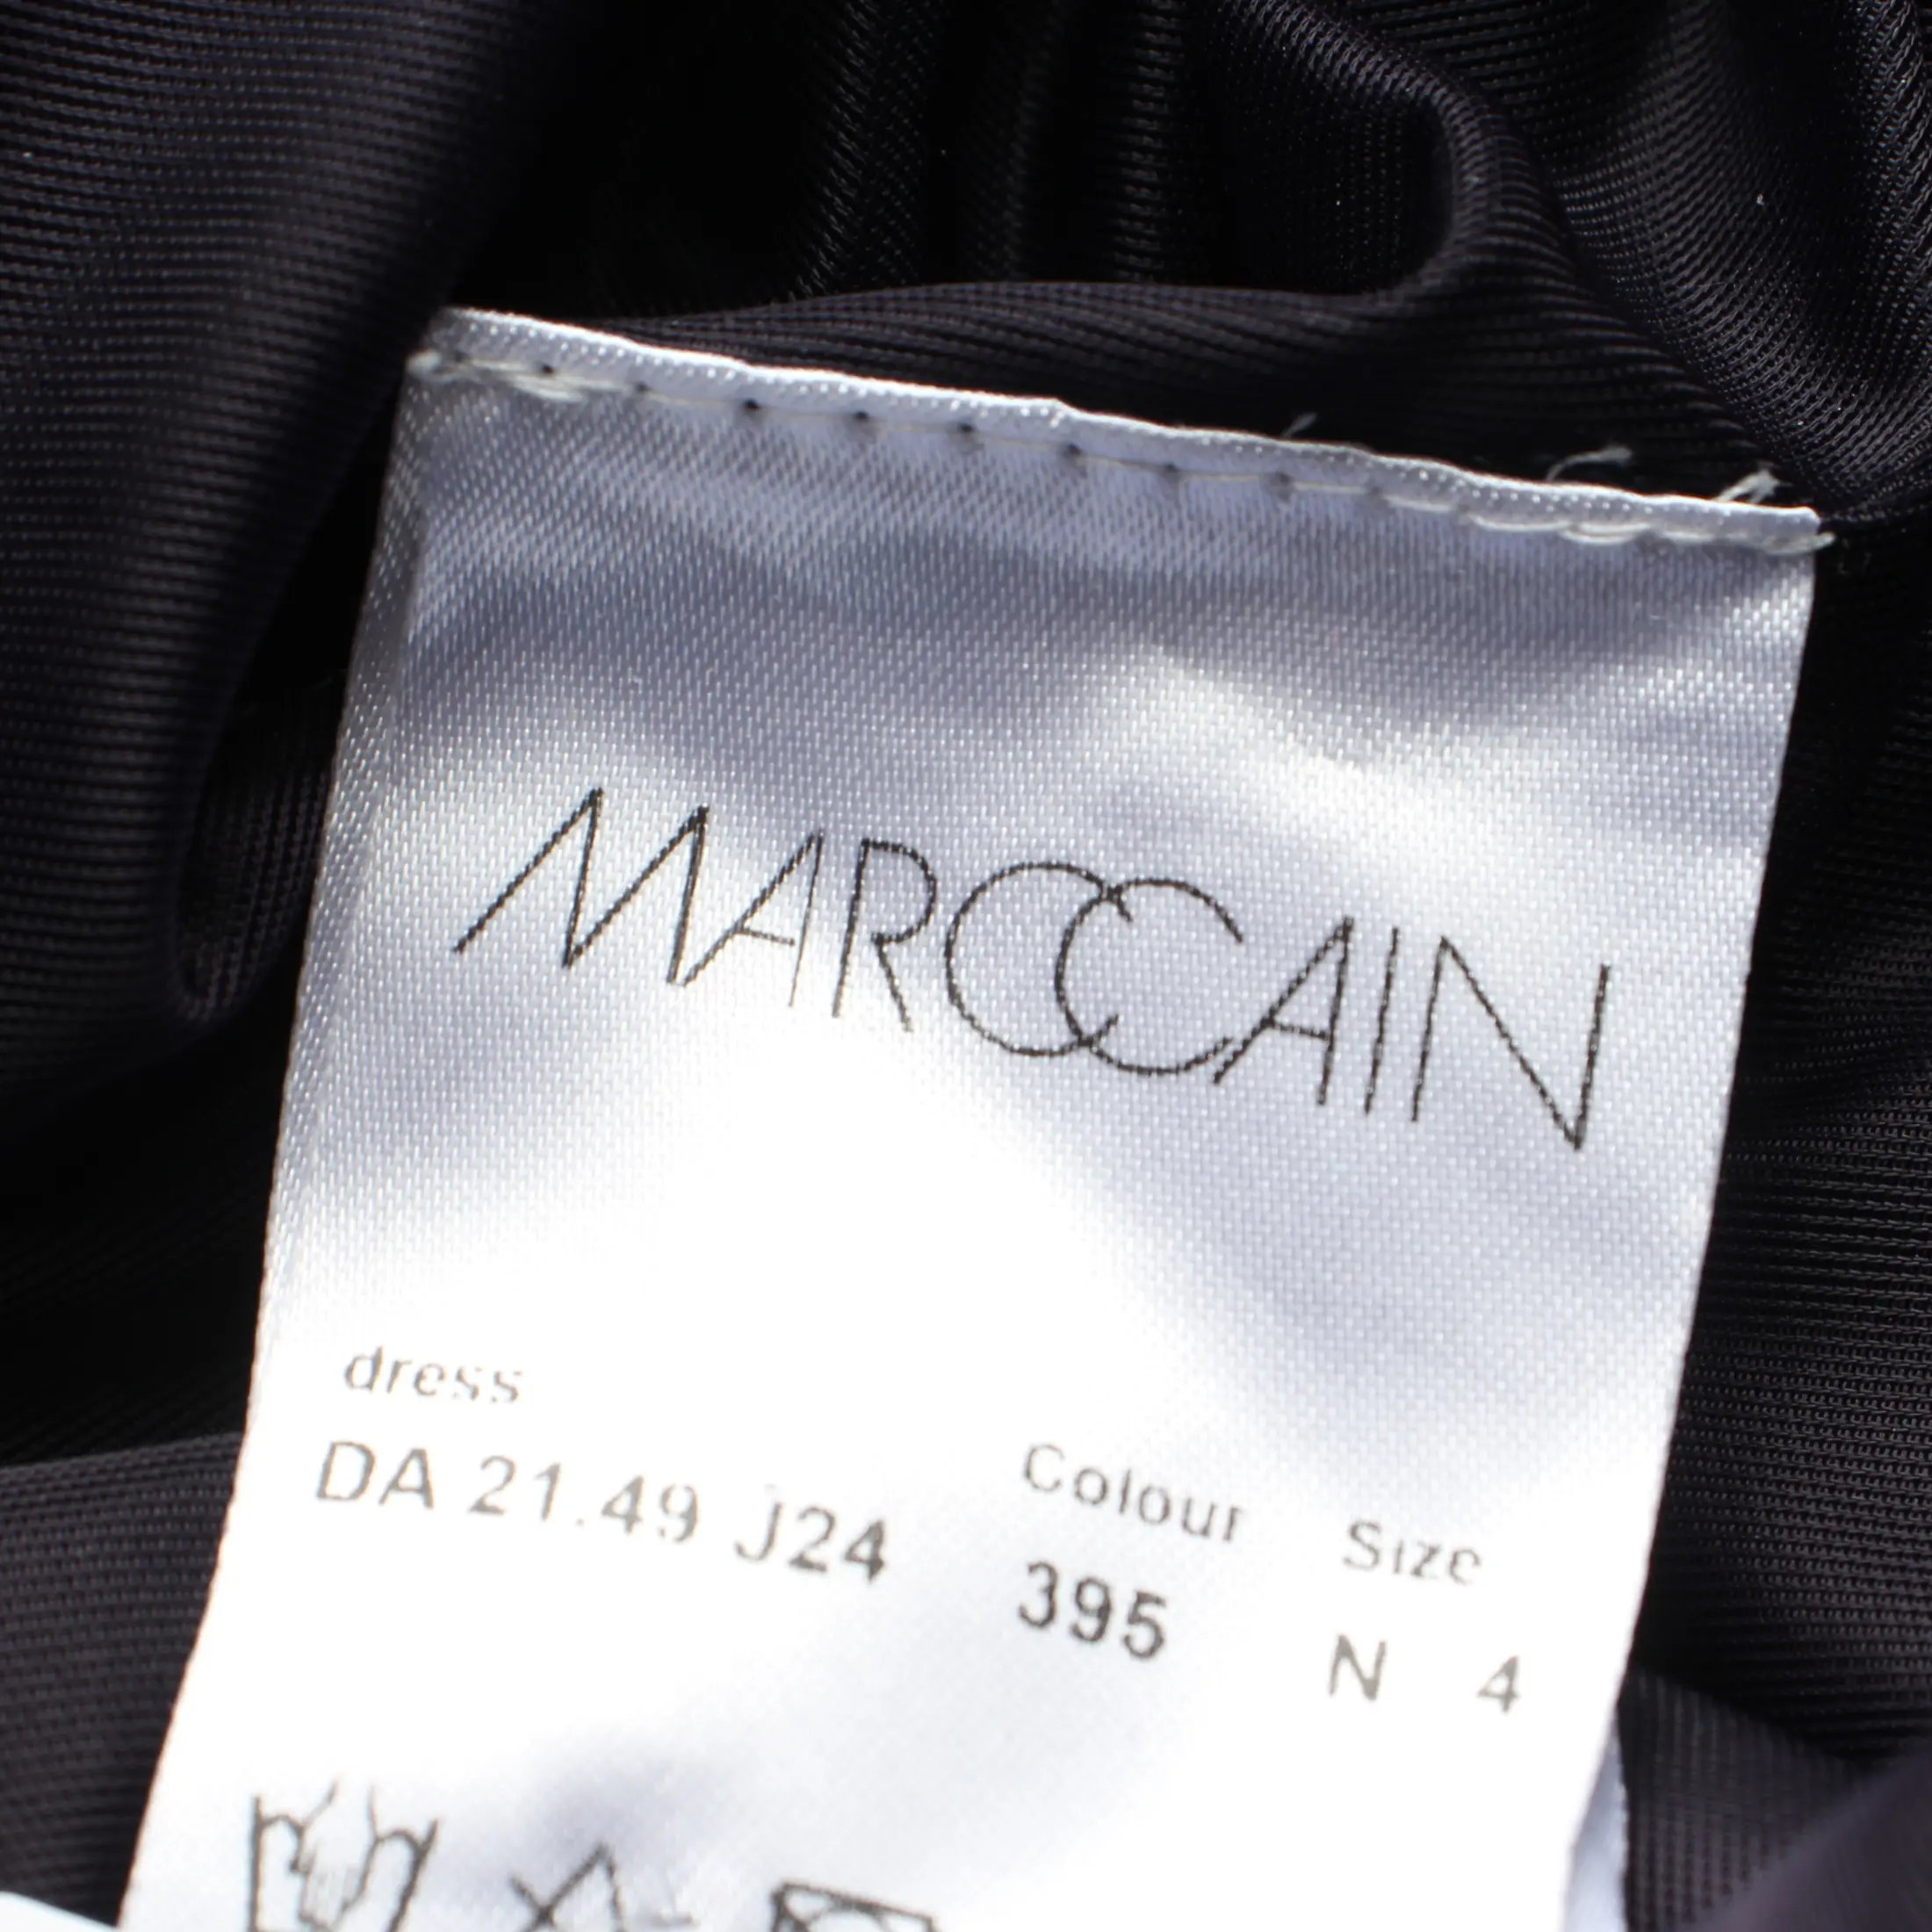 MARCCAIN
dress
DA 21.49 J24 Colour Size
395 N 4